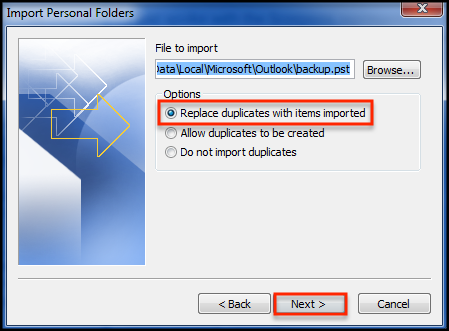 Import Personal Folders
File to import
Data\Local\Microsoft\Outlook\backup.pst
Browse...
Options
Replace duplicates with items imported
Allow duplicates to be created
Do not import duplicates
< Back
Next >
Cancel